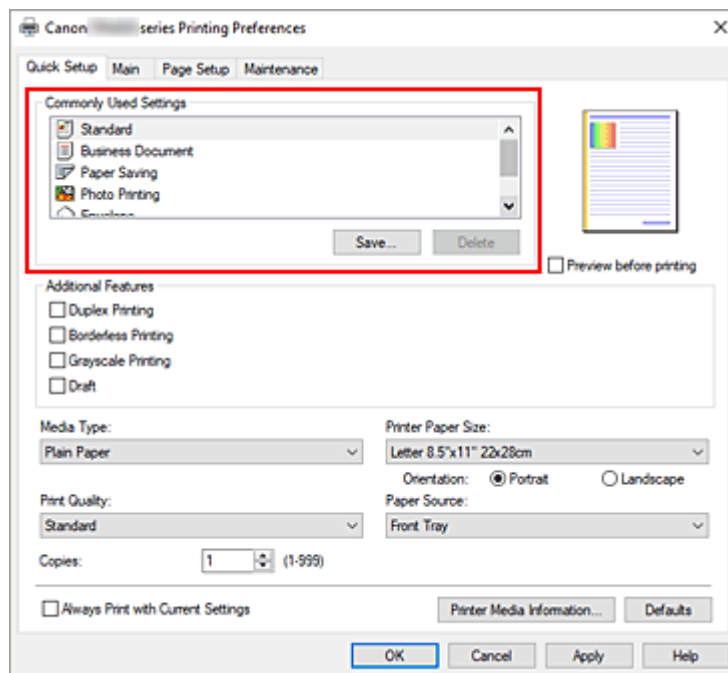 Canon series Printing Preferences
Quick Setup Main Page Setup Maintenance
Commonly Used Settings
Standard
Business Document
Paper Saving
Photo Printing
Envelope
Save... Delete
Preview before printing
Additional Features
Duplex Printing
Borderless Printing
Grayscale Printing
Draft
Media Type: Printer Paper Size:
Plain Paper Letter 8.5"x11" 22x28cm
Orientation: Portrait Landscape
Print Quality: Paper Source:
Standard Front Tray
Copies: 1 (1-999)
Always Print with Current Settings Printer Media Information... Defaults
OK Cancel Apply Help